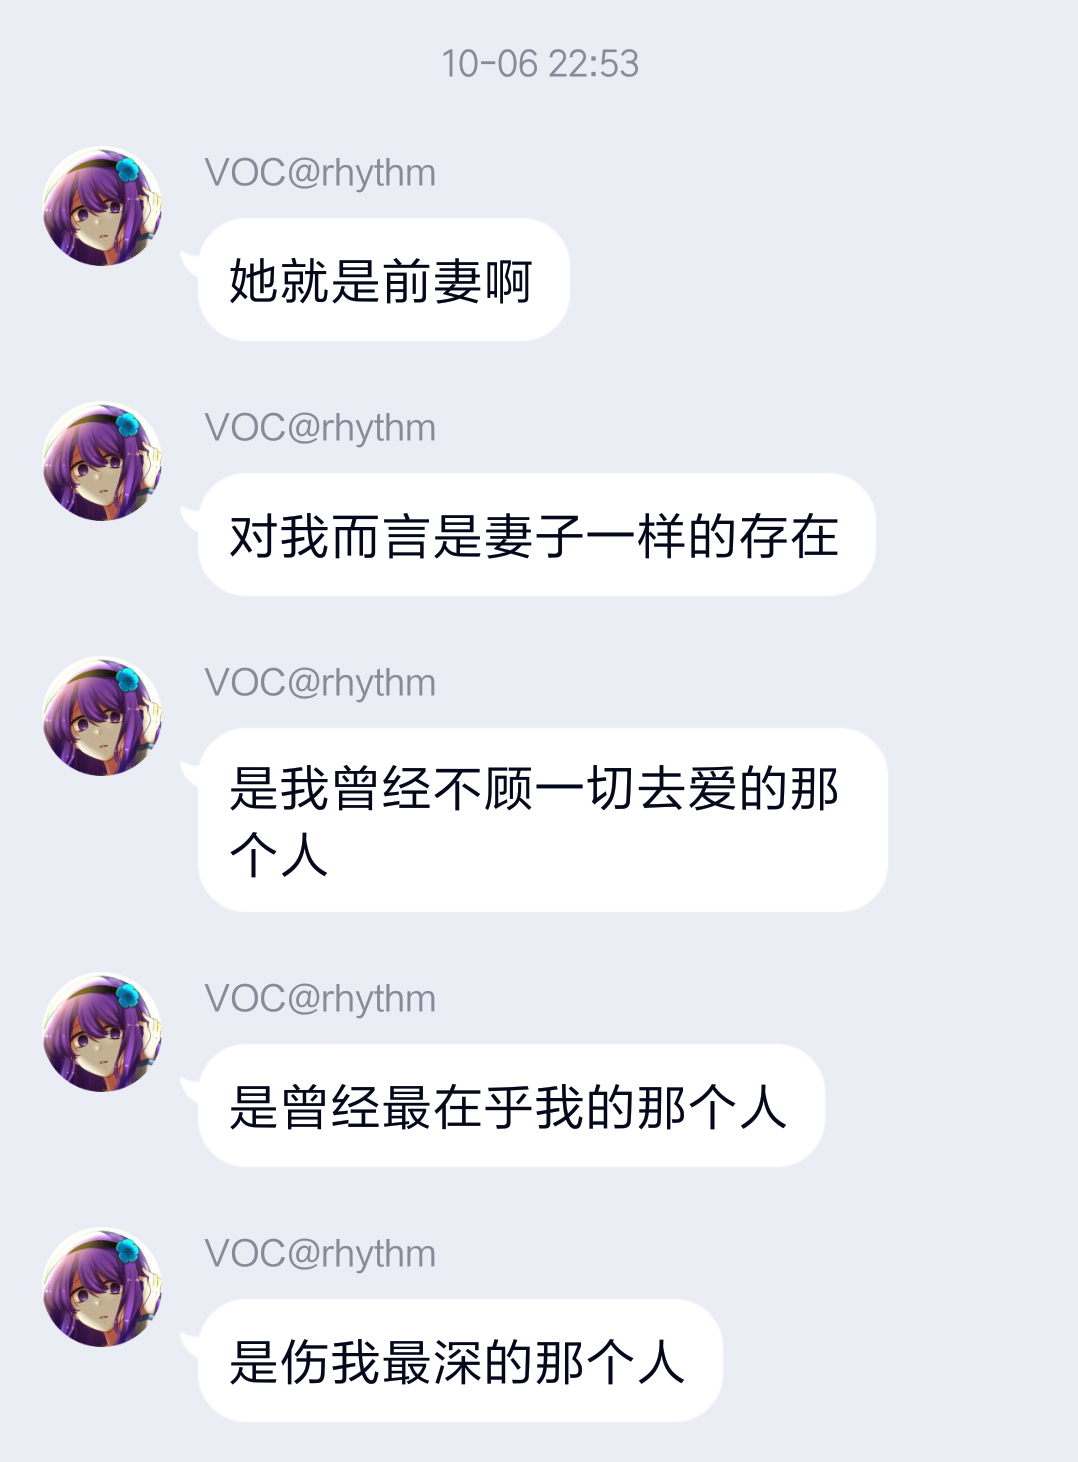 10-06 22:53
VOC@rhythm
她就是前妻啊
VOC@rhythm
对我而言是妻子一样的存在
VOC@rhythm
是我曾经不顾一切去爱的那
个人
VOC@rhythm
是曾经最在乎我的那个人
VOC@rhythm
是伤我最深的那个人